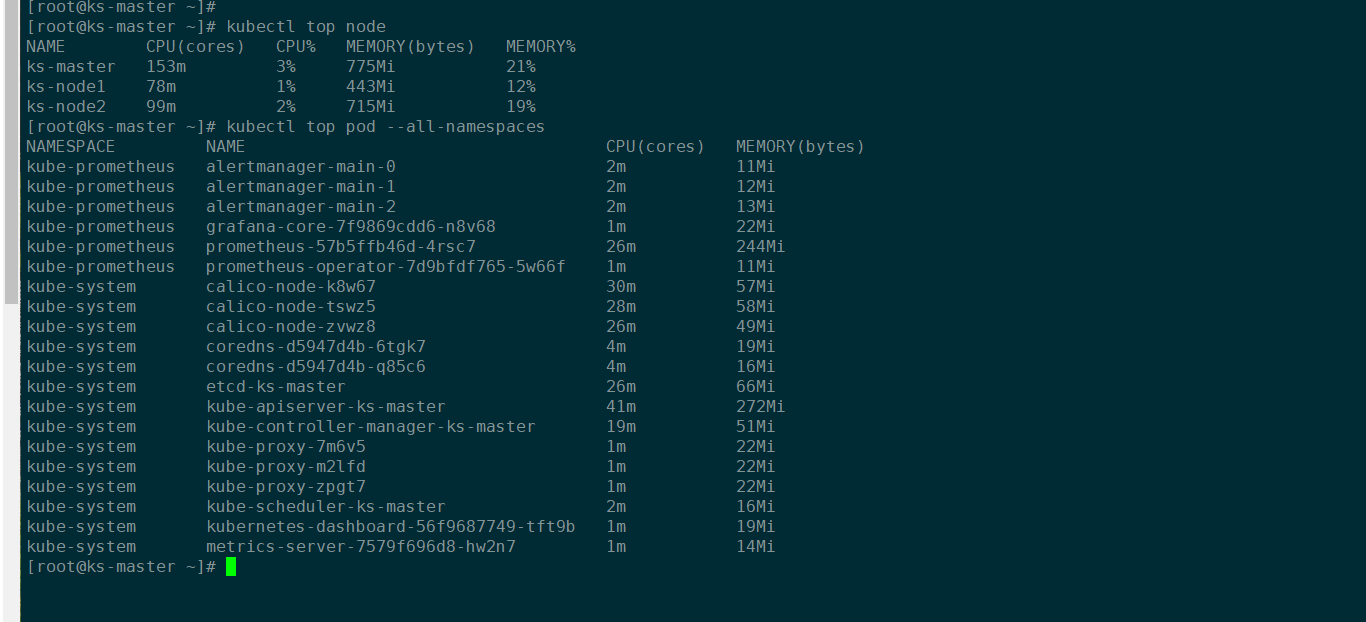 [root@ks-master ~]#
[root@ks-master ~]# kubectl top node
NAME        CPU(cores)   CPU%   MEMORY(bytes)   MEMORY%
ks-master   153m         3%     775Mi           21%
ks-node1    78m          1%     443Mi           12%
ks-node2    99m          2%     715Mi           19%
[root@ks-master ~]# kubectl top pod --all-namespaces
NAMESPACE         NAME                                    CPU(cores)   MEMORY(bytes)
kube-prometheus   alertmanager-main-0                     2m           11Mi
kube-prometheus   alertmanager-main-1                     2m           12Mi
kube-prometheus   alertmanager-main-2                     2m           13Mi
kube-prometheus   grafana-core-7f9869cdd6-n8v68           1m           22Mi
kube-prometheus   prometheus-57b5ffb46d-4rsc7             26m          244Mi
kube-prometheus   prometheus-operator-7d9bfdf765-5w66f    1m           11Mi
kube-system       calico-node-k8w67                       30m          57Mi
kube-system       calico-node-tswz5                       28m          58Mi
kube-system       calico-node-zvwz8                       26m          49Mi
kube-system       coredns-d5947d4b-6tgk7                  4m           19Mi
kube-system       coredns-d5947d4b-q85c6                  4m           16Mi
kube-system       etcd-ks-master                          26m          66Mi
kube-system       kube-apiserver-ks-master                41m          272Mi
kube-system       kube-controller-manager-ks-master       19m          51Mi
kube-system       kube-proxy-7m6v5                        1m           22Mi
kube-system       kube-proxy-m2lfd                        1m           22Mi
kube-system       kube-proxy-zpgt7                        1m           22Mi
kube-system       kube-scheduler-ks-master                2m           16Mi
kube-system       kubernetes-dashboard-56f9687749-tft9b   1m           19Mi
kube-system       metrics-server-7579f696d8-hw2n7         1m           14Mi
[root@ks-master ~]#